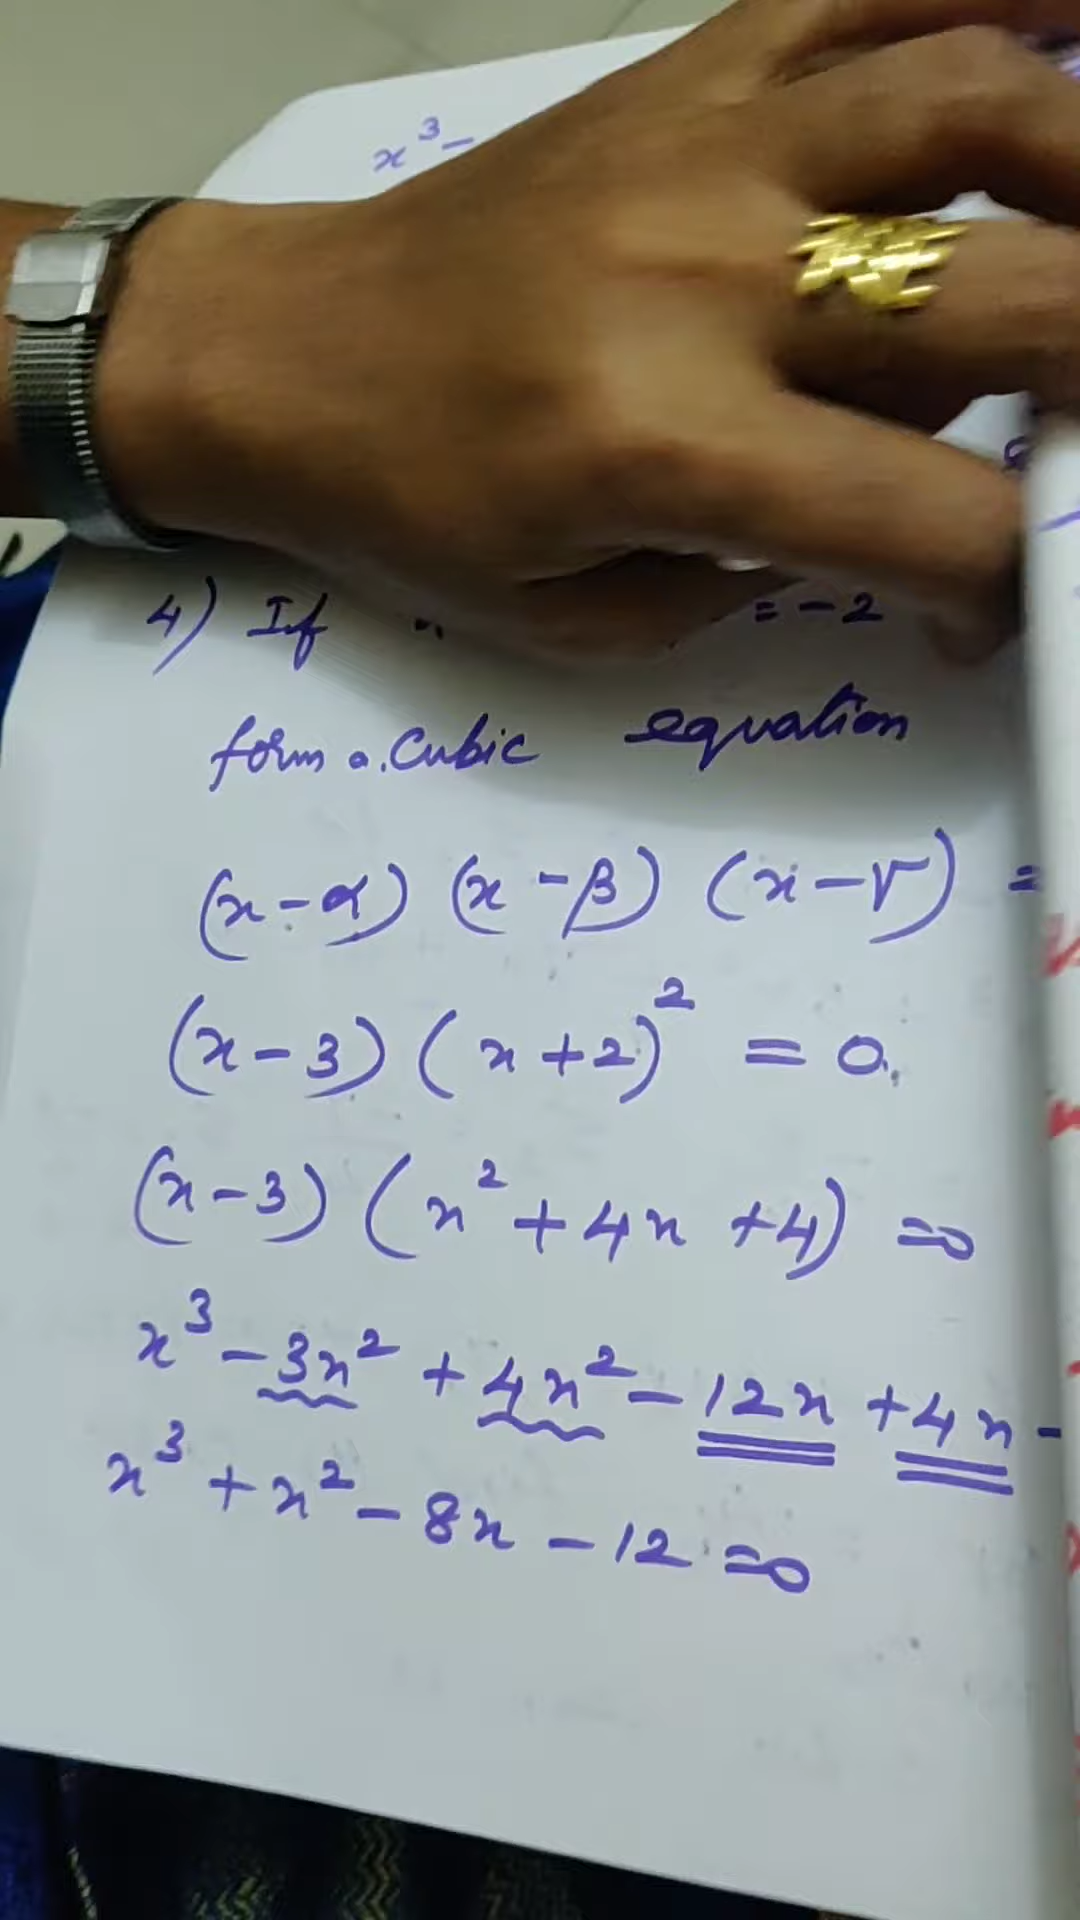 x³ -
4) If = -2
form a. Cubic equation
(x-α) (x-β) (x-γ) =
(x-3) (x+2)² = 0.
(x-3) (x² + 4x + 4) = 0
x³ - 3x² + 4x² - 12x + 4x -
x³ + x² - 8x - 12 = 0